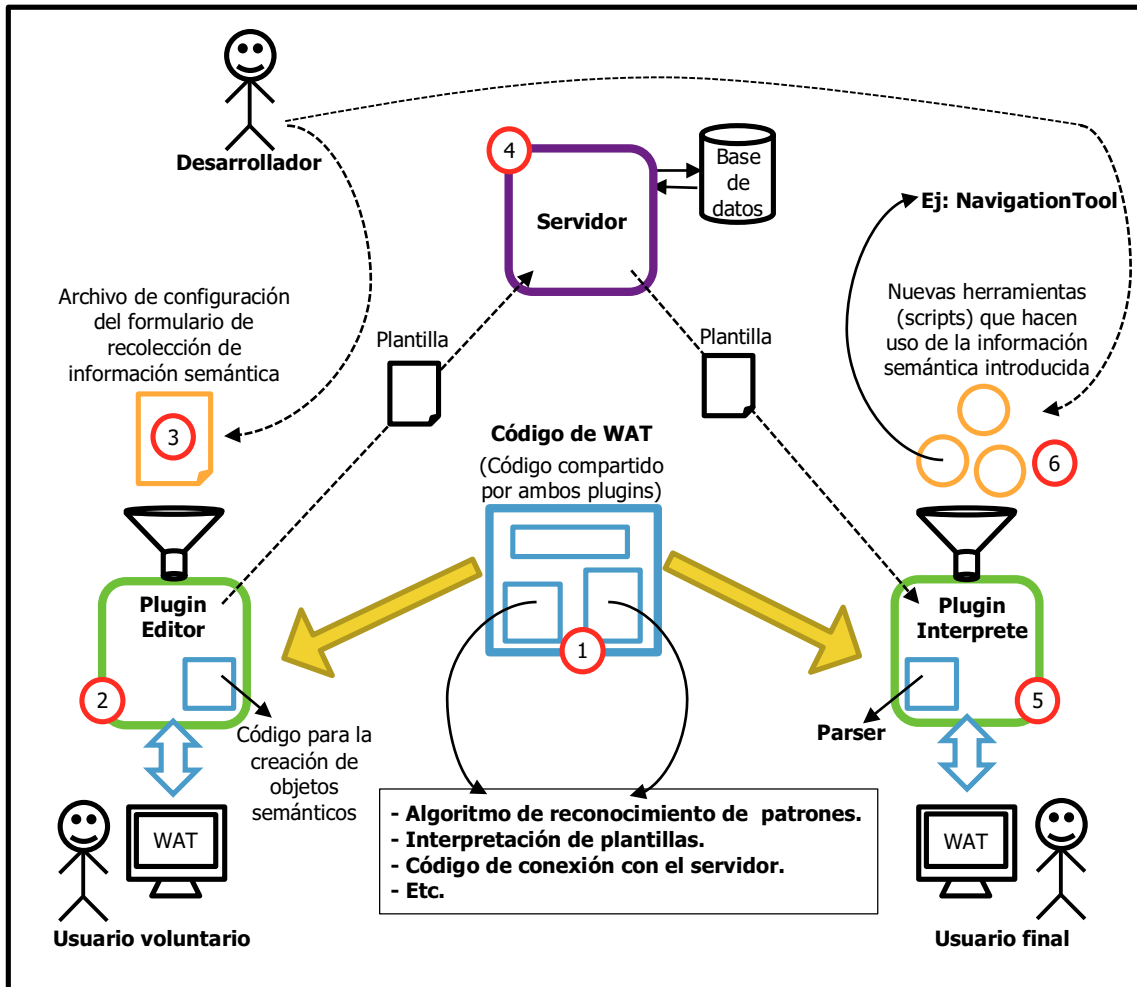 Desarrollador
4
Servidor
Base
de
datos
Ej: NavigationTool
Archivo de configuración
del formulario de
recolección de
información semántica
3
Plantilla
Plantilla
Nuevas herramientas
(scripts) que hacen
uso de la información
semántica introducida
6
Código de WAT
(Código compartido
por ambos plugins)
1
Plugin
Editor
2
Código para la
creación de
objetos
semánticos
Plugin
Interprete
5
Parser
- Algoritmo de reconocimiento de patrones.
- Interpretación de plantillas.
- Código de conexión con el servidor.
- Etc.
WAT
Usuario voluntario
WAT
Usuario final